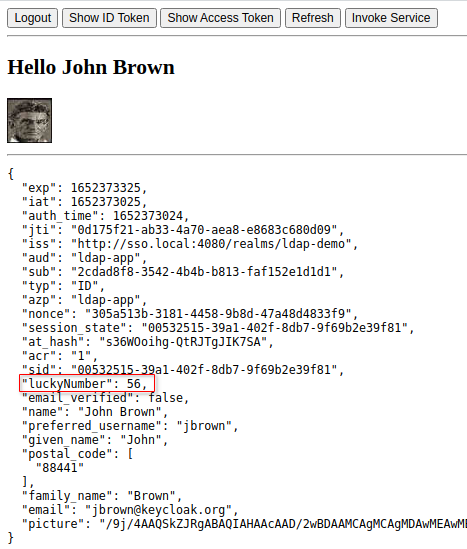 Logout Show ID Token Show Access Token Refresh Invoke Service
Hello John Brown
{
"exp": 1652373325,
"iat": 1652373025,
"auth_time": 1652373024,
"jti": "0d175f21-ab33-4a70-aea8-e8683c680d09",
"iss": "http://sso.local:4080/realms/ldap-demo",
"aud": "ldap-app",
"sub": "2cdad8f8-3542-4b4b-b813-faf152e1d1d1",
"typ": "ID",
"azp": "ldap-app",
"nonce": "305a513b-3181-4458-9b8d-47a48d4833f9",
"session_state": "00532515-39a1-402f-8db7-9f69b2e39f81",
"at_hash": "s36WOoihg-QtRJTgJIK7SA",
"acr": "1",
"sid": "00532515-39a1-402f-8db7-9f69b2e39f81",
"luckyNumber": 56,
"email_verified": false,
"name": "John Brown",
"preferred_username": "jbrown",
"given_name": "John",
"postal_code": [
"88441"
],
"family_name": "Brown",
"email": "jbrown@keycloak.org",
"picture": "/9j/4AAQSkZJRgABAQIAHAAcAAD/2wBDAAMCAgMCAgMDAwMEAwM
}